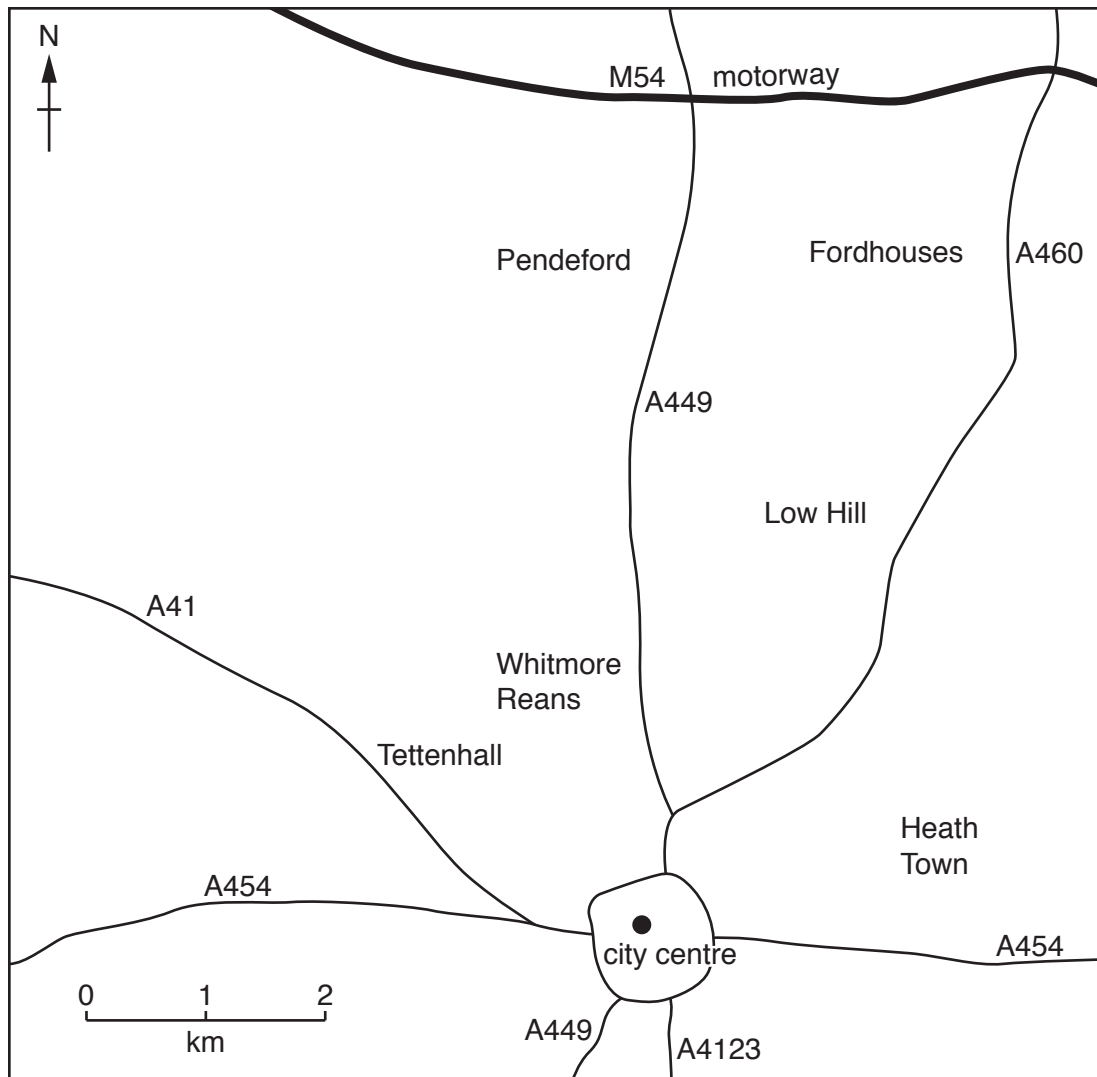 N
M54 motorway
Pendeford
Fordhouses
A460
A449
Low Hill
A41
Whitmore
Reans
Tettenhall
Heath
Town
A454
city centre
A454
0 1 2
km
A449
A4123